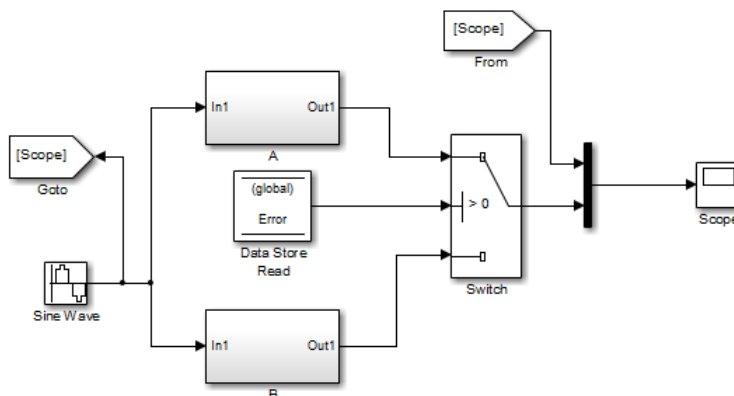 [Scope]
From
In1
Out1
A
[Scope]
Goto
(global)
Error
> 0
Data Store
Read
Switch
Scope
Sine Wave
In1
Out1
B